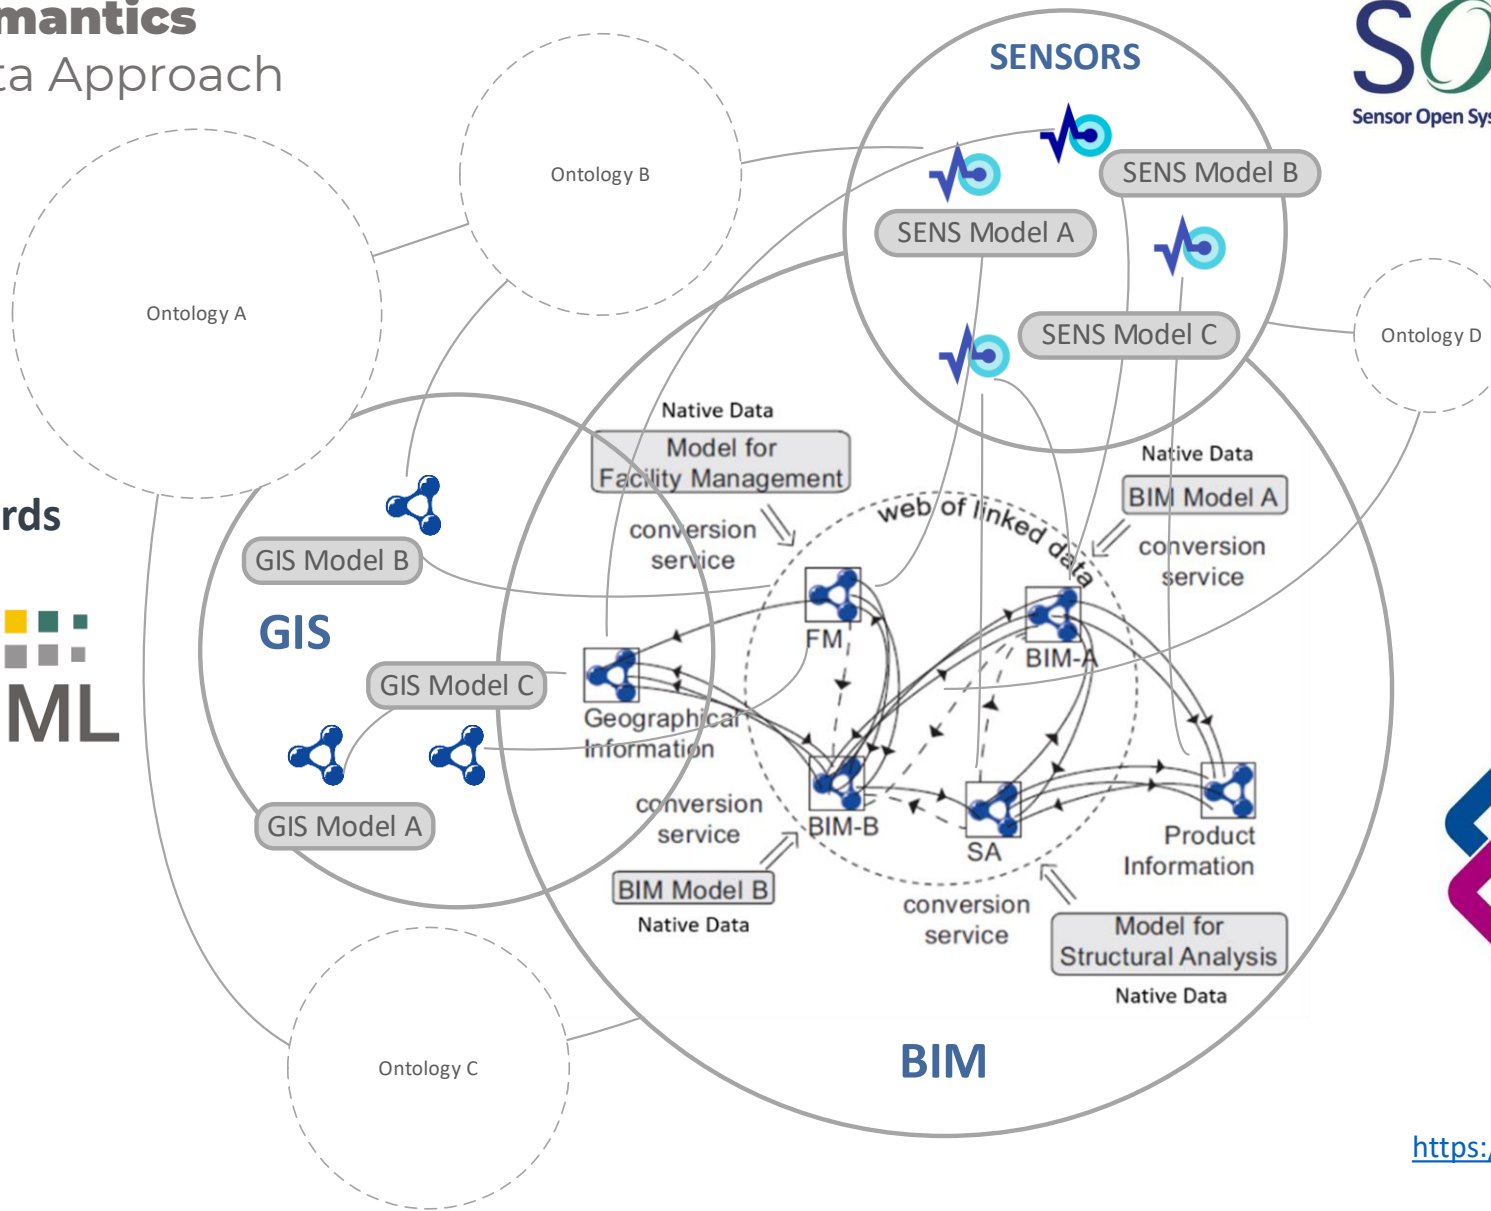 mantics
ta Approach
SENSORS
SO
Sensor Open Sys
SENS Model B
Ontology B
SENS Model A
Ontology A
SENS Model C
Ontology D
Native Data
Model for
Facility Management
conversion
service
Native Data
BIM Model A
conversion
service
web of linked data
rds
GIS Model B
GIS
FM
BIM-A
GIS Model C
ML
Geographical
Information
GIS Model A
conversion
service
BIM-B
SA
Product
Information
BIM Model B
Native Data
conversion
service
Model for
Structural Analysis
Native Data
BIM
Ontology C
https:/